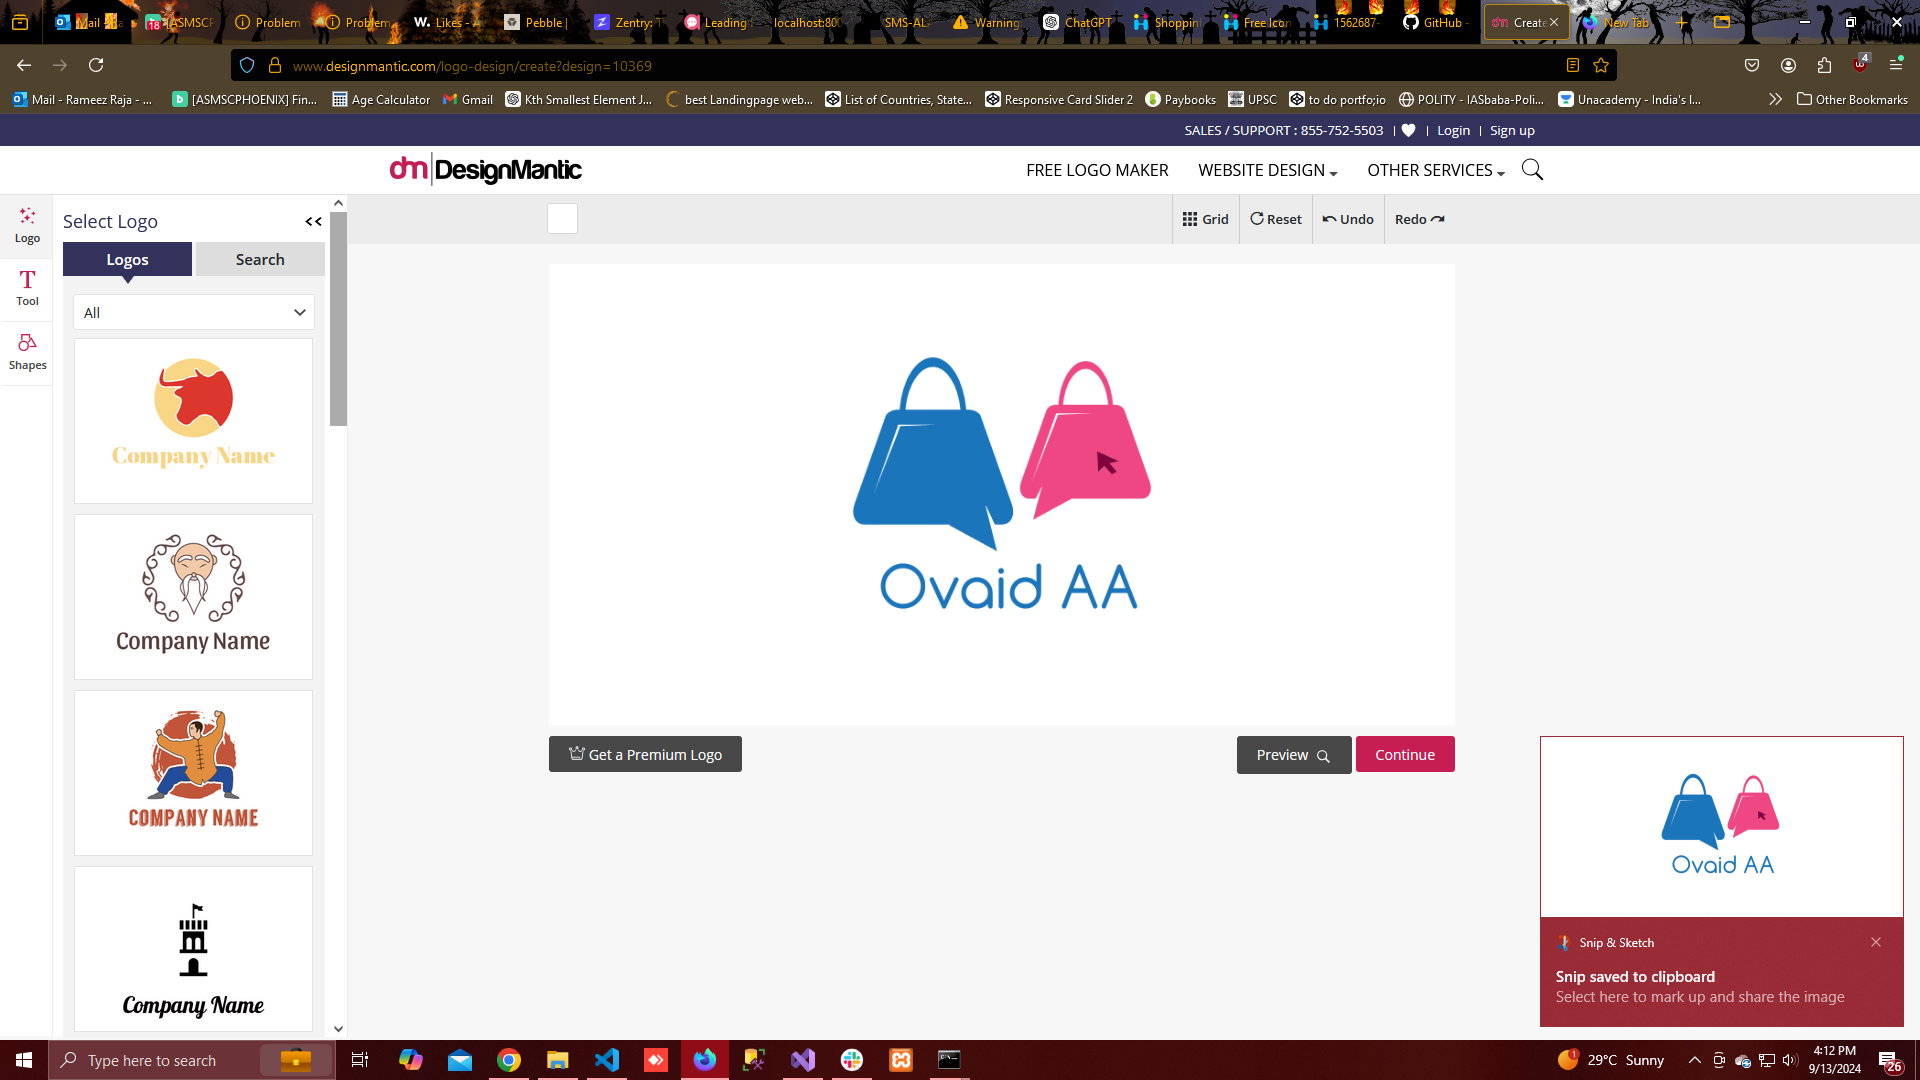 Mail -
[ASMSCP
18
Problem
Problem
W. Likes - A
Pebble |
Zentry: T
Leading
localhost:80
SMS-AL
Warning
ChatGPT
Shoppin
Free Icon
1562687-
GitHub -
dm Create
New Tab
www.designmantic.com/logo-design/create?design=10369
4
Mail - Rameez Raja - ...
[ASMSCPHOENIX] Fin...
Age Calculator
Gmail
Kth Smallest Element J...
best Landingpage web...
List of Countries, State...
Responsive Card Slider 2
Paybooks
UPSC
to do portfo;io
POLITY - IASbaba-Poli...
Unacademy - India's l...
Other Bookmarks
SALES / SUPPORT : 855-752-5503 | | Login | Sign up
dm DesignMantic
FREE LOGO MAKER
WEBSITE DESIGN
OTHER SERVICES
Logo
Tool
Shapes
Select Logo
<<
Logos
Search
All
Company Name
Company Name
COMPANY NAME
Company Name
Grid
Reset
Undo
Redo
Ovaid AA
Get a Premium Logo
Preview
Continue
Ovaid AA
Snip & Sketch
Snip saved to clipboard
Select here to mark up and share the image
Type here to search
1
29°C Sunny
4:12 PM
9/13/2024
26